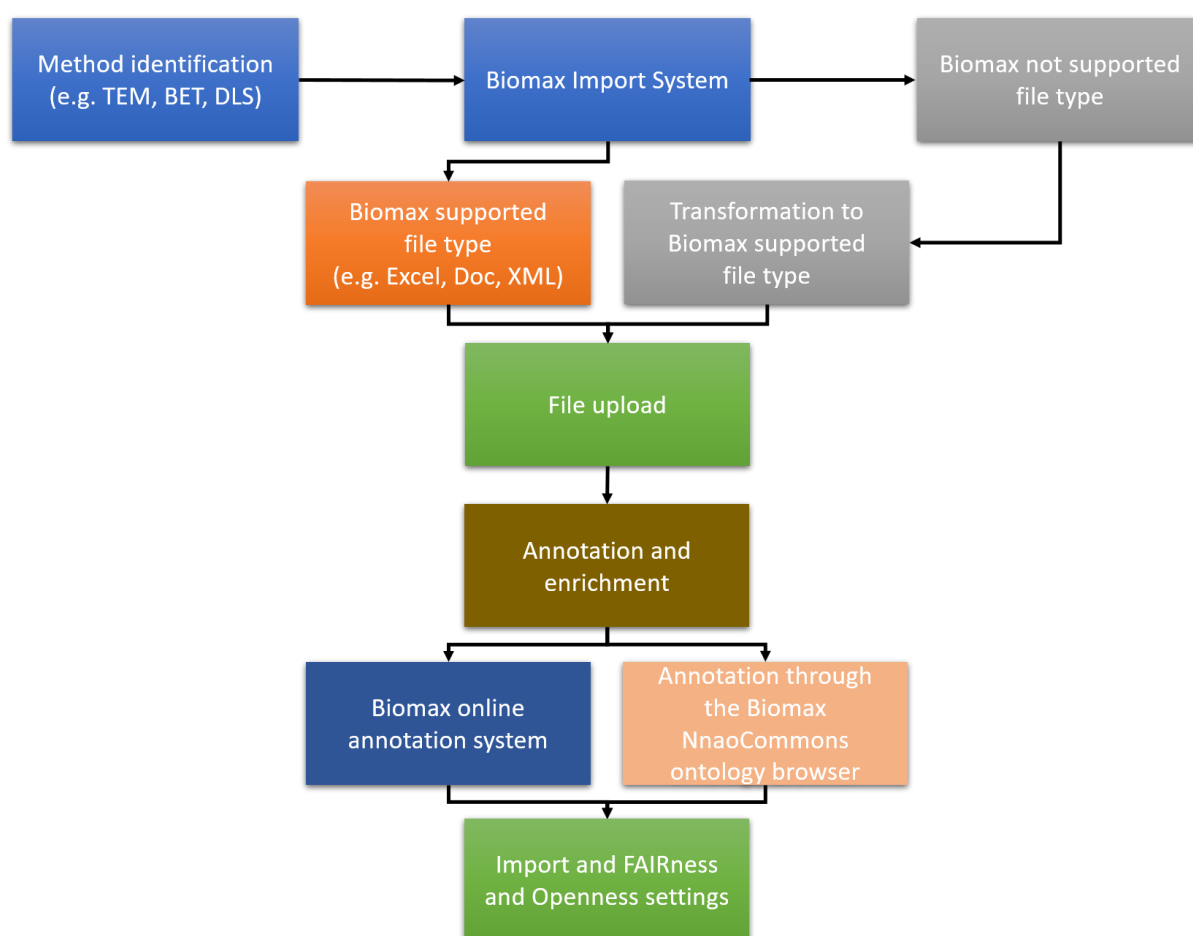 Method identification
(e.g. TEM, BET, DLS)
Biomax Import System
Biomax not supported
file type
Biomax supported
file type
(e.g. Excel, Doc, XML)
Transformation to
Biomax supported
file type
File upload
Annotation and
enrichment
Biomax online
annotation system
Annotation through
the Biomax
NnaoCommons
ontology browser
Import and FAIRness
and Openness settings